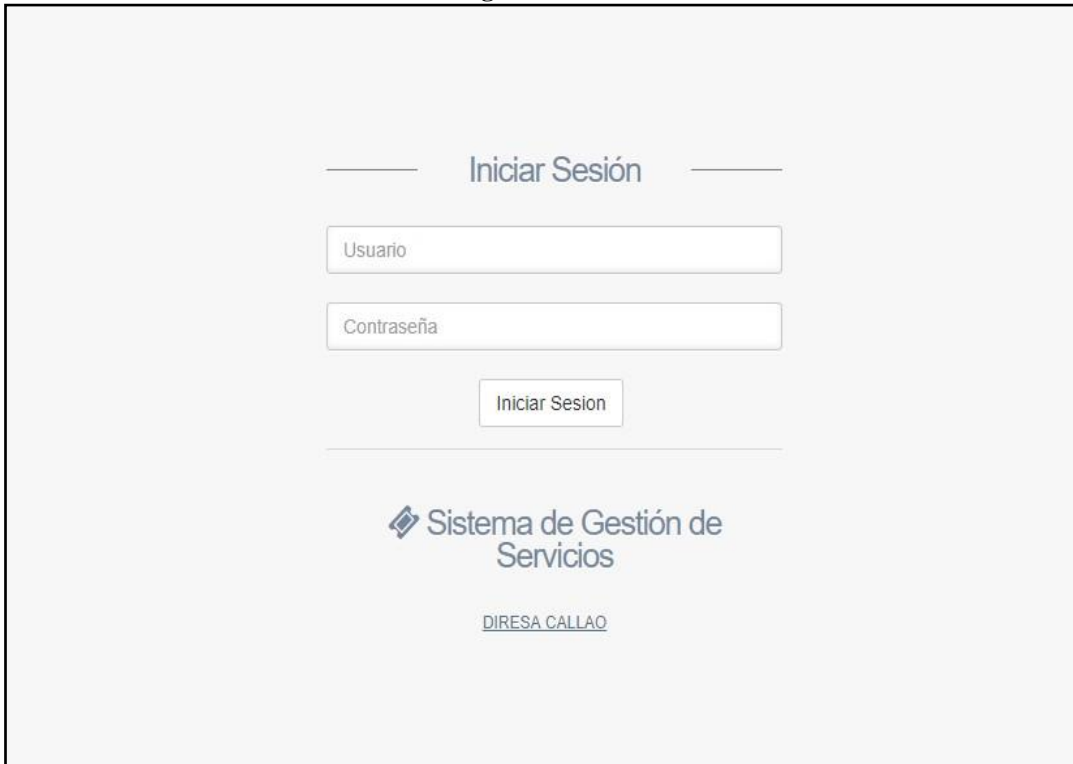 Iniciar Sesión
Usuario
Contraseña
Iniciar Sesion
Sistema de Gestión de
Servicios
DIRESA CALLAO